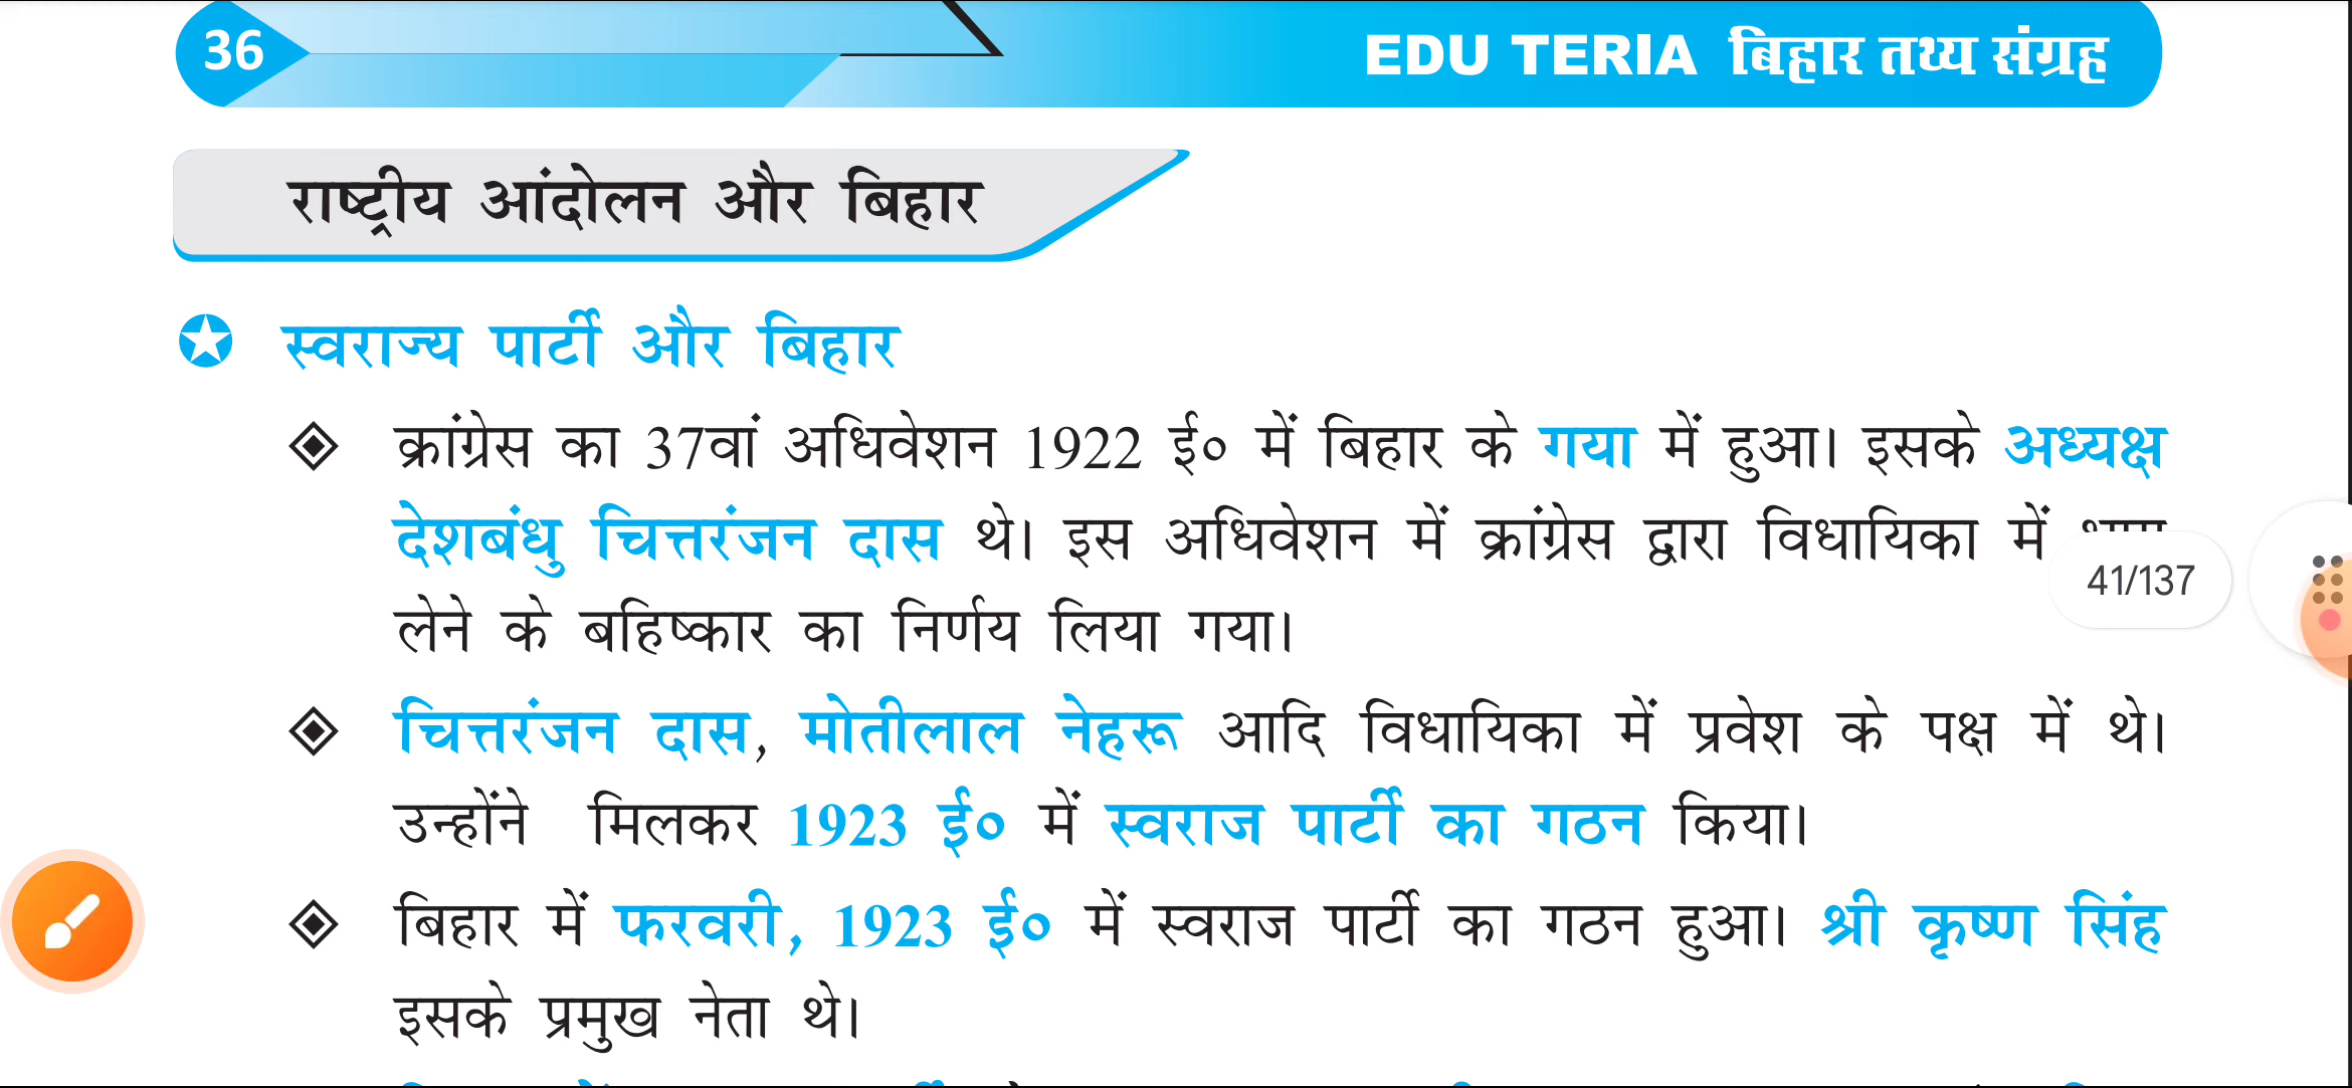 36
EDU TERIA बिहार तथ्य संग्रह
राष्ट्रीय आंदोलन और बिहार
स्वराज्य पार्टी और बिहार
क्रांग्रेस का 37वां अधिवेशन 1922 ई० में बिहार के गया में हुआ। इसके अध्यक्ष
देशबंधु चित्तरंजन दास थे। इस अधिवेशन में क्रांग्रेस द्वारा विधायिका में
41/137
लेने के बहिष्कार का निर्णय लिया गया।
चित्तरंजन दास, मोतीलाल नेहरू आदि विधायिका में प्रवेश के पक्ष में थे।
उन्होंने मिलकर 1923 ई० में स्वराज पार्टी का गठन किया।
बिहार में फरवरी, 1923 ई० में स्वराज पार्टी का गठन हुआ। श्री कृष्ण सिंह
इसके प्रमुख नेता थे।